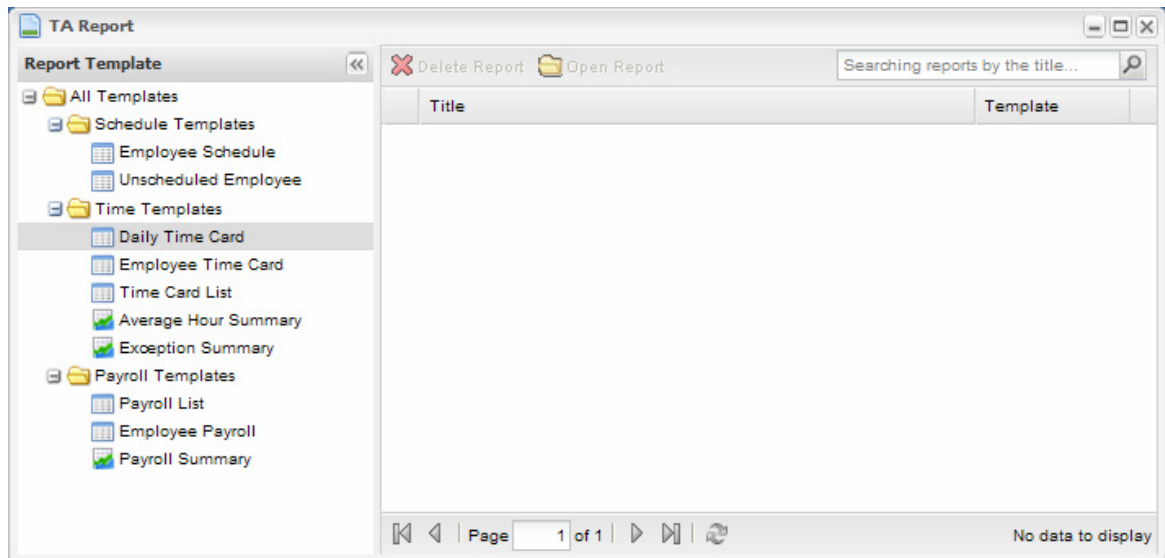 TA Report
Report Template
All Templates
Schedule Templates
Employee Schedule
Unscheduled Employee
Time Templates
Daily Time Card
Employee Time Card
Time Card List
Average Hour Summary
Exception Summary
Payroll Templates
Payroll List
Employee Payroll
Payroll Summary
Delete Report Open Report Searching reports by the title...
Title Template
Page 1 of 1 No data to display